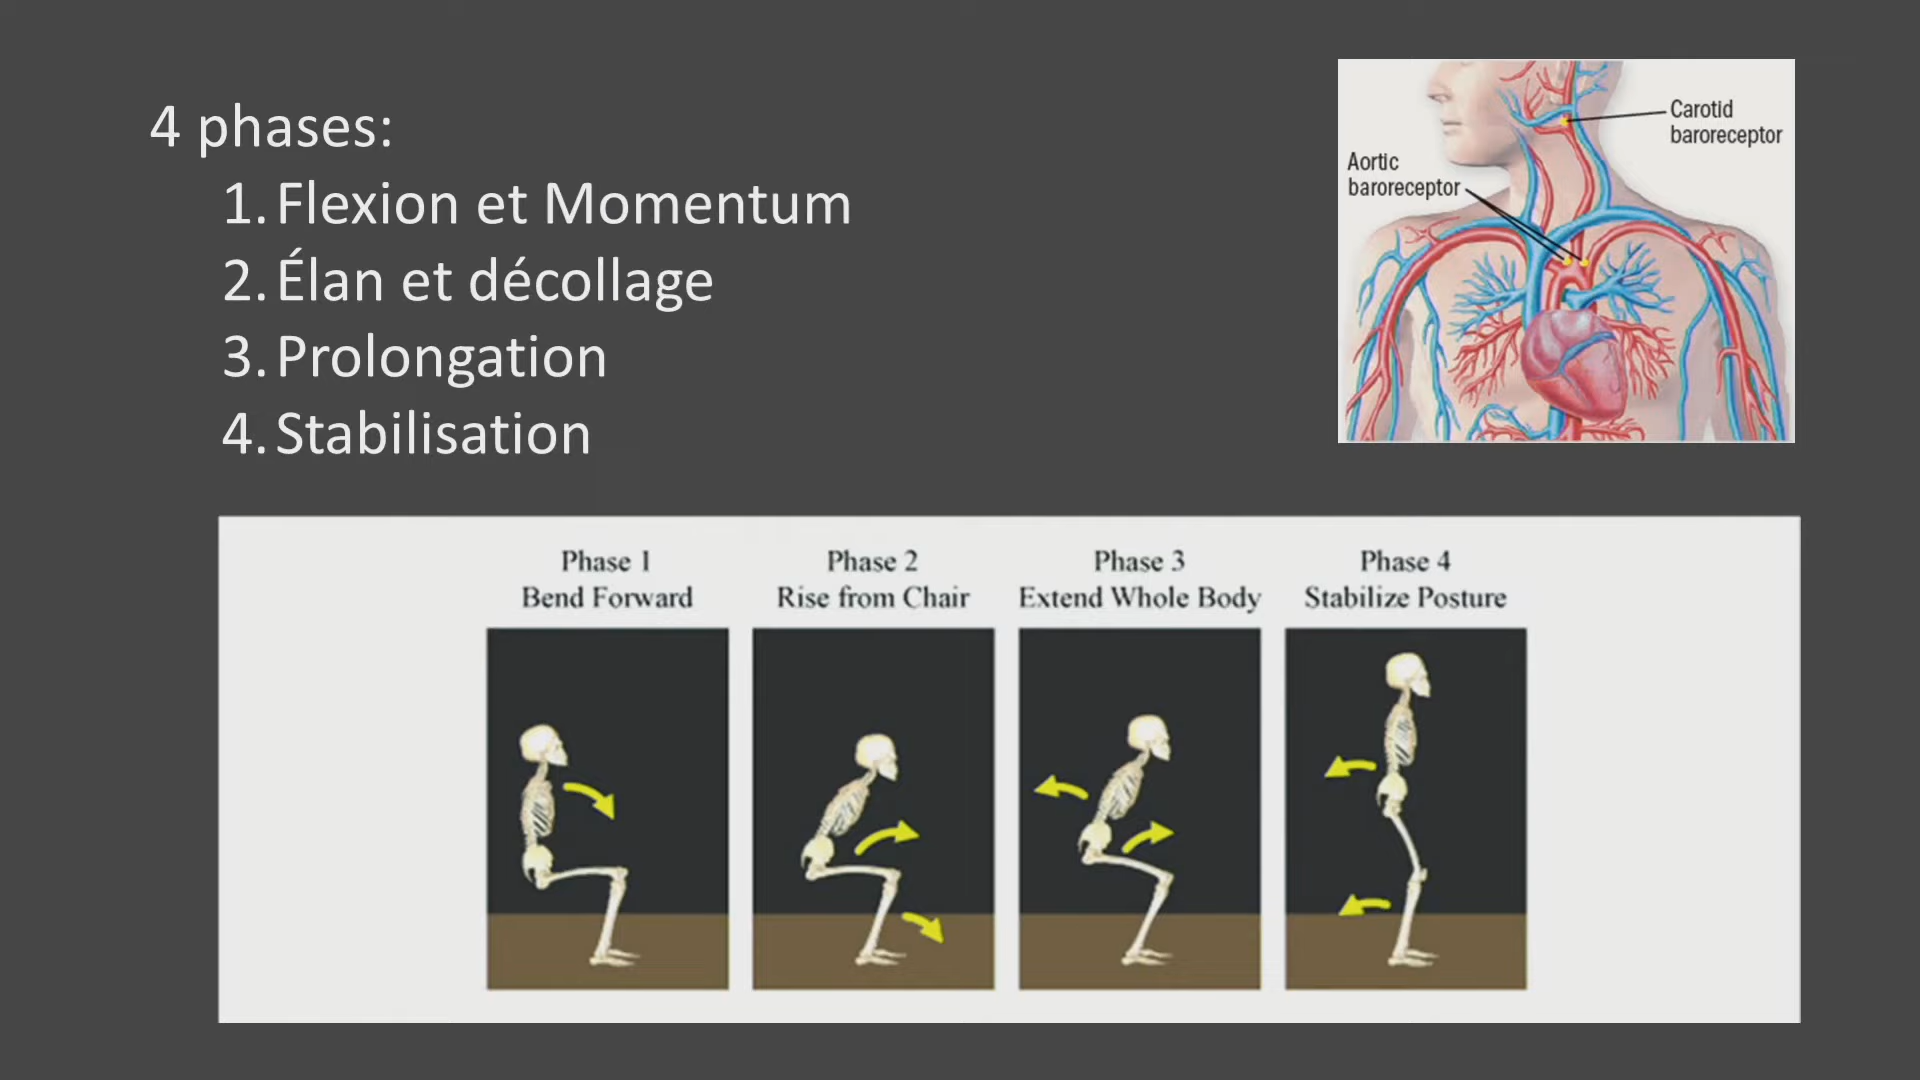 4 phases:
1. Flexion et Momentum
2. Élan et décollage
3. Prolongation
4. Stabilisation
Carotid
baroreceptor
Aortic
baroreceptor
Phase 1
Bend Forward
Phase 2
Rise from Chair
Phase 3
Extend Whole Body
Phase 4
Stabilize Posture